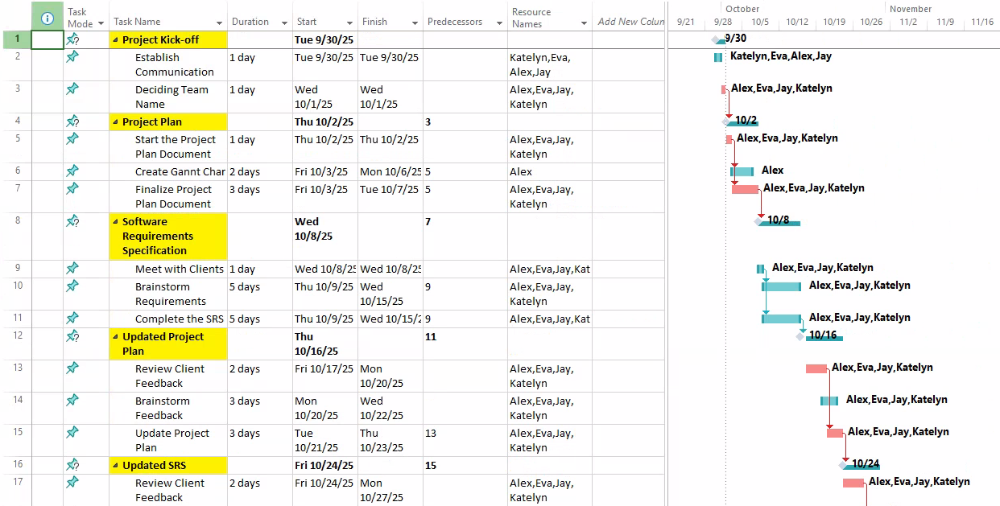 Task Mode Task Name Duration Start Finish Predecessors Resource Names Add New Colun
October November
9/21 9/28 10/5 10/12 10/19 10/26 11/2 11/9 11/16
1 Project Kick-off Tue 9/30/25 9/30
2 Establish Communication 1 day Tue 9/30/25 Tue 9/30/25 Katelyn,Eva, Alex,Jay Katelyn,Eva,Alex,Jay
3 Deciding Team Name 1 day Wed 10/1/25 Wed 10/1/25 Alex,Eva,Jay, Katelyn Alex,Eva,Jay,Katelyn
4 Project Plan Thu 10/2/25 3 10/2
5 Start the Project Plan Document 1 day Thu 10/2/25 Thu 10/2/25 Alex,Eva,Jay, Katelyn Alex,Eva,Jay,Katelyn
6 Create Gannt Char 2 days Fri 10/3/25 Mon 10/6/25 5 Alex Alex
7 Finalize Project Plan Document 3 days Fri 10/3/25 Tue 10/7/25 5 Alex,Eva,Jay, Katelyn Alex,Eva,Jay,Katelyn
8 Software Requirements Specification Wed 10/8/25 7 10/8
9 Meet with Clients 1 day Wed 10/8/25 Wed 10/8/25 Alex,Eva,Jay,Kat Alex,Eva,Jay,Katelyn
10 Brainstorm Requirements 5 days Thu 10/9/25 Wed 10/15/25 9 Alex,Eva,Jay, Katelyn Alex,Eva,Jay,Katelyn
11 Complete the SRS 5 days Thu 10/9/25 Wed 10/15/2 9 Alex,Eva,Jay,Kat Alex,Eva,Jay,Katelyn
12 Updated Project Plan Thu 10/16/25 11 10/16
13 Review Client Feedback 2 days Fri 10/17/25 Mon 10/20/25 Alex,Eva,Jay, Katelyn Alex,Eva,Jay,Katelyn
14 Brainstorm Feedback 3 days Mon 10/20/25 Wed 10/22/25 Alex,Eva,Jay, Katelyn Alex,Eva,Jay,Katelyn
15 Update Project Plan 3 days Tue 10/21/25 Thu 10/23/25 13 Alex,Eva,Jay, Katelyn Alex,Eva,Jay,Katelyn
16 Updated SRS Fri 10/24/25 15 10/24
17 Review Client Feedback 2 days Fri 10/24/25 Mon 10/27/25 Alex,Eva,Jay, Katelyn Alex,Eva,Jay,Katelyn